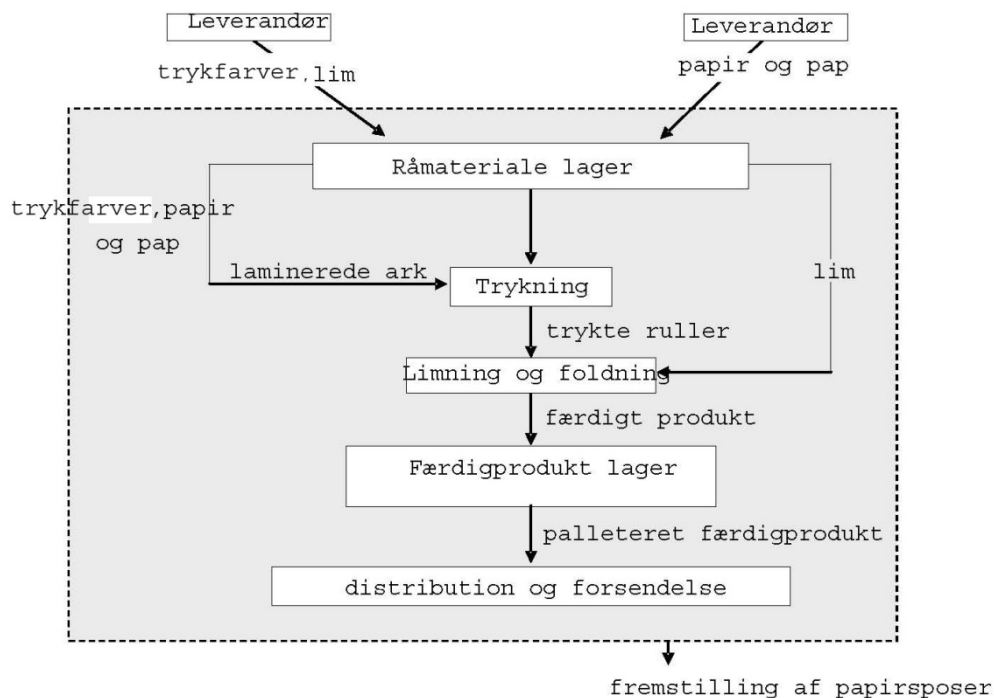 Leverandør
Leverandør
trykfarver, lim
papir og pap
Råmateriale lager
trykfarver, papir
og pap
laminerede ark
Trykning
lim
trykte ruller
Limning og foldning
færdigt produkt
Færdigprodukt lager
palleteret færdigprodukt
distribution og forsendelse
fremstilling af papirsposer